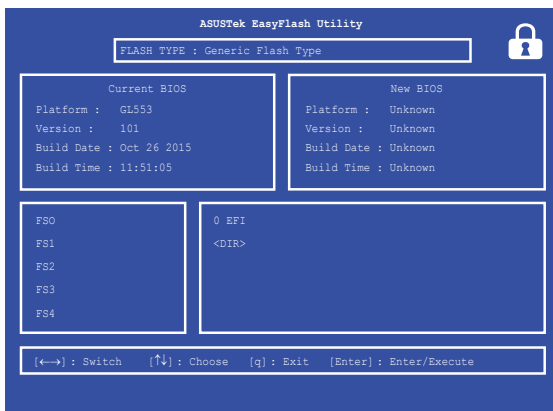 ASUSTek EasyFlash Utility
FLASH TYPE : Generic Flash Type
Current BIOS
Platform : GL553
Version : 101
Build Date : Oct 26 2015
Build Time : 11:51:05
New BIOS
Platform : Unknown
Version : Unknown
Build Date : Unknown
Build Time : Unknown
FS0
FS1
FS2
FS3
FS4
0 EFI
<DIR>
[←→] : Switch [↑↓] : Choose [q] : Exit [Enter] : Enter/Execute